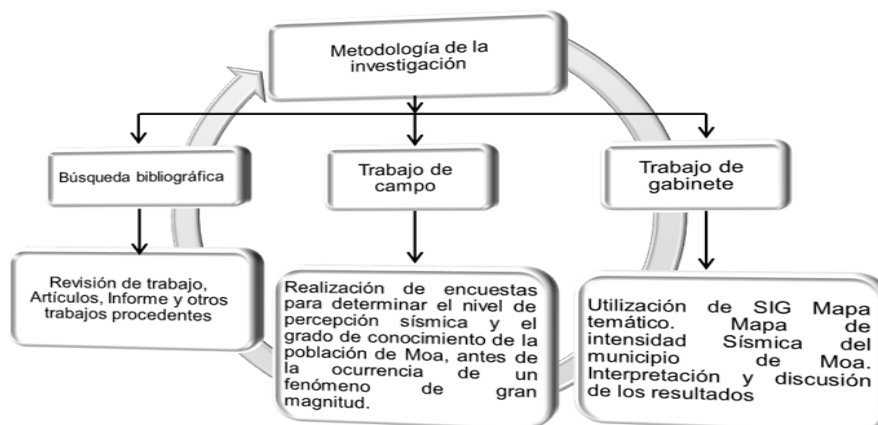 Metodología de la
investigación
Búsqueda bibliográfica
Trabajo de
campo
Trabajo de
gabinete
Revisión de trabajo,
Artículos, Informe y otros
trabajos procedentes
Realización de encuestas
para determinar el nivel de
percepción sísmica y el
grado de conocimiento de la
población de Moa, antes de
la ocurrencia de un
fenómeno de gran
magnitud.
Utilización de SIG Mapa
temático. Mapa de
intensidad Sísmica del
municipio de Moa.
Interpretación y discusión
de los resultados